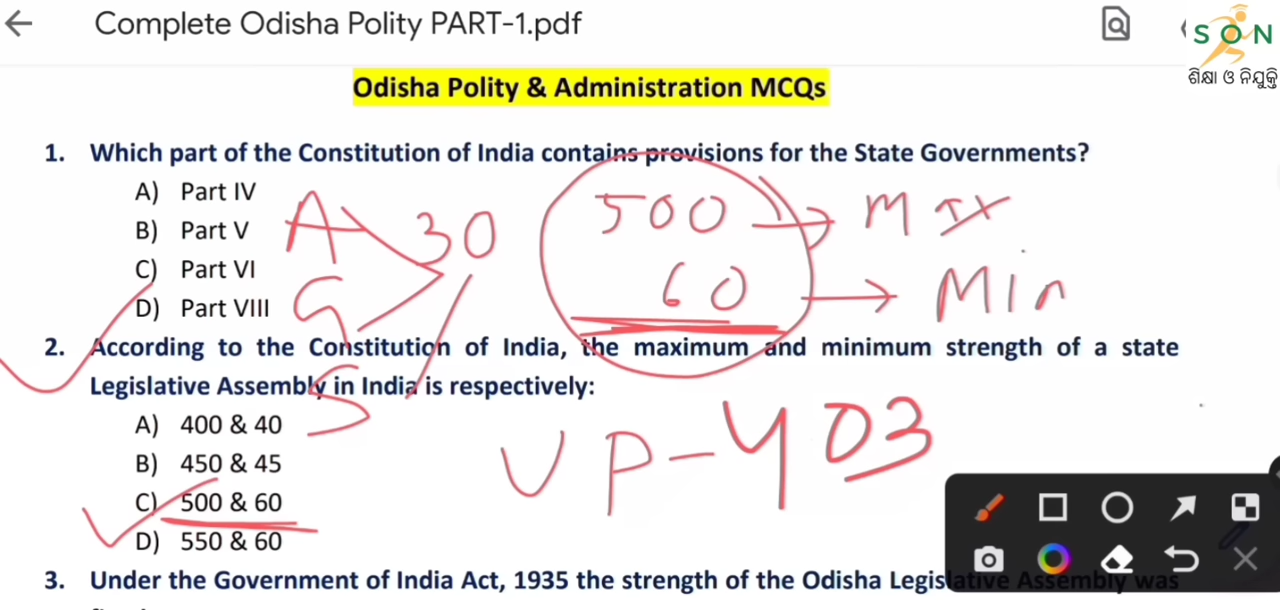 Complete Odisha Polity PART-1.pdf
SON
ଶିକ୍ଷା ଓ ନିଯୁକ୍ତି
Odisha Polity & Administration MCQs
1. Which part of the Constitution of India contains provisions for the State Governments?
A) Part IV
B) Part V
C) Part VI
D) Part VIII
A
G
S
30
500 → MIX
60 → Min
2. According to the Constitution of India, the maximum and minimum strength of a state
Legislative Assembly in India is respectively:
A) 400 & 40
B) 450 & 45
C) 500 & 60
D) 550 & 60
UP-403
3. Under the Government of India Act, 1935 the strength of the Odisha Legislative Assembly was